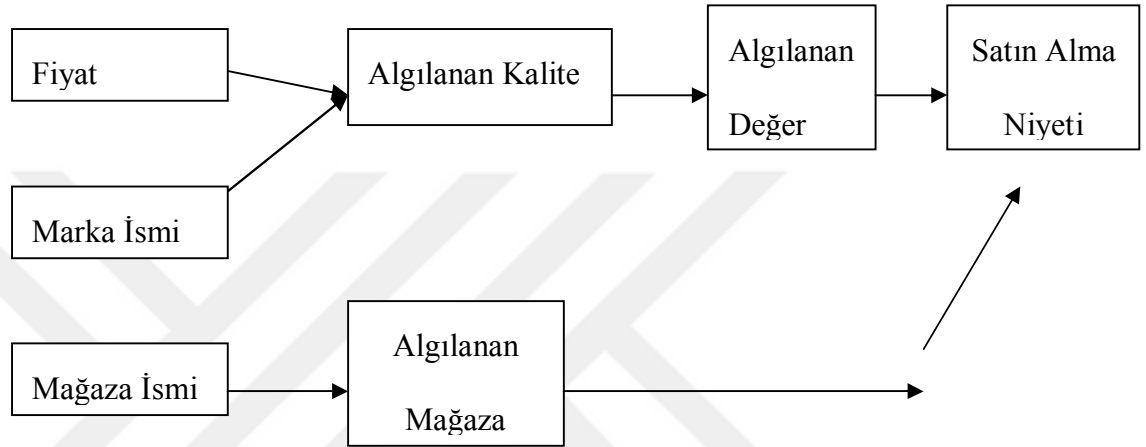 Fiyat
Algılanan Kalite
Algılanan
Değer
Satın Alma
Niyeti
Marka İsmi
Mağaza İsmi
Algılanan
Mağaza